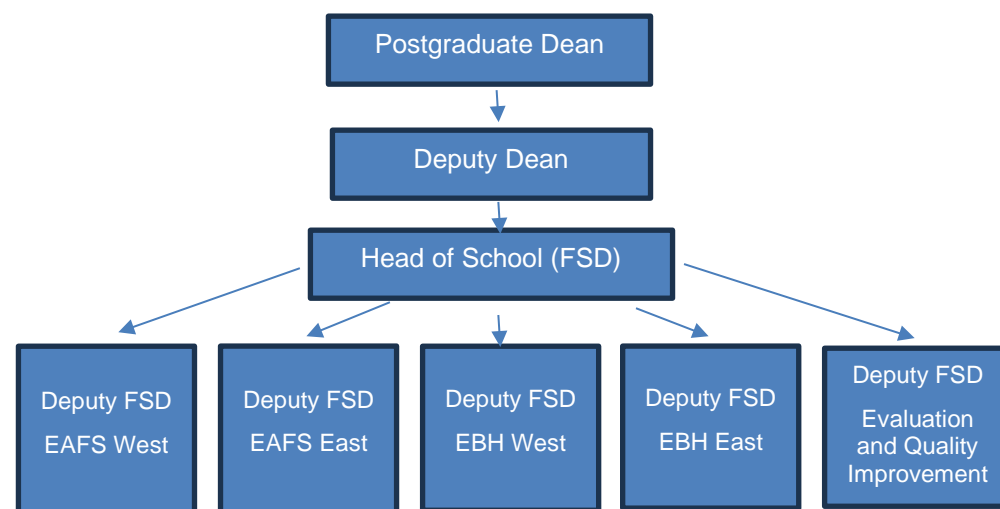 Postgraduate Dean
Deputy Dean
Head of School (FSD)
Deputy FSD
EAFS West
Deputy FSD
EAFS East
Deputy FSD
EBH West
Deputy FSD
EBH East
Deputy FSD
Evaluation
and Quality
Improvement